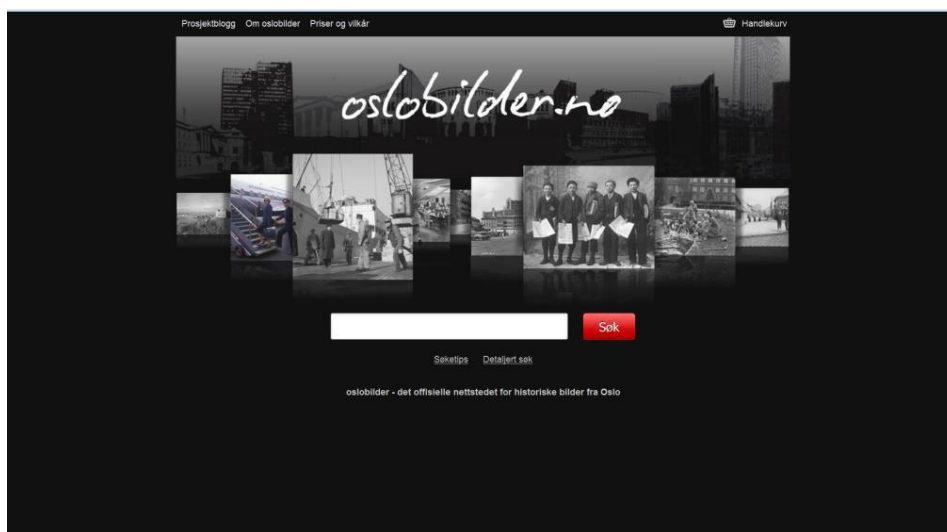 Prosjektblogg Om oslobilder Priser og vilkår Handlekurv
oslobilder.no
Søk
Søketips Detaljert søk
oslobilder - det offisielle nettstedet for historiske bilder fra Oslo